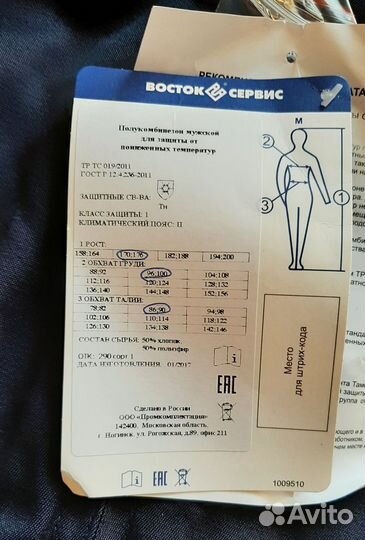 ВОСТОК СЕРВИС
Полукомбинезон мужской
для защиты от
пониженных температур
ТР ТС 019/2011
ГОСТ Р 12.4.236-2011
ЗАЩИТНЫЕ СВ-ВА:
Тн
КЛАСС ЗАЩИТЫ: 1
КЛИМАТИЧЕСКИЙ ПОЯС: II
1 РОСТ:
158;164 170;176 182;188 194;200
2 ОБХВАТ ГРУДИ:
88;92 96;100 104;108
112;116 120;124 128;132
136;140 144;148 152;156
3 ОБХВАТ ТАЛИИ:
78;82 86;90 94;98
102;106 110;114 118;122
126;130 134;138 142;146
СОСТАВ СЫРЬЯ: 50% хлопок
50% полиэфир
ОТК: 290 сорт 1
ДАТА ИЗГОТОВЛЕНИЯ: 01/2017
EAC
Сделано в России
ООО «Промкомплектация»
142400, Московская область,
г. Ногинск, ул. Рогожская, д.89, офис 211
EAC
М
2
3
1
Место
для штрих-кода
1009510
Avito